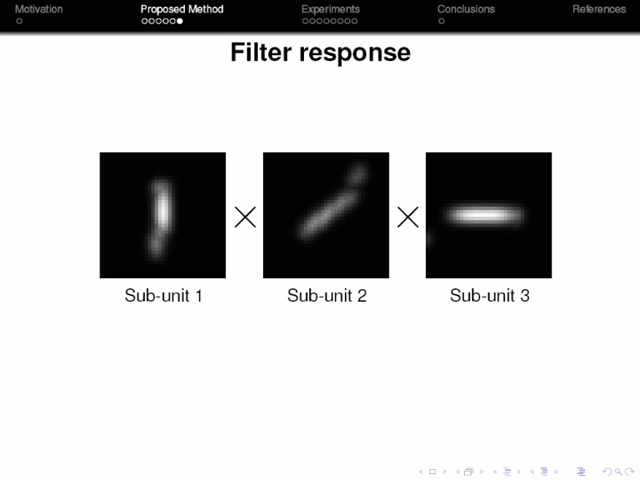 Motivation Proposed Method Experiments Conclusions References
Filter response
× ×
Sub-unit 1 Sub-unit 2 Sub-unit 3